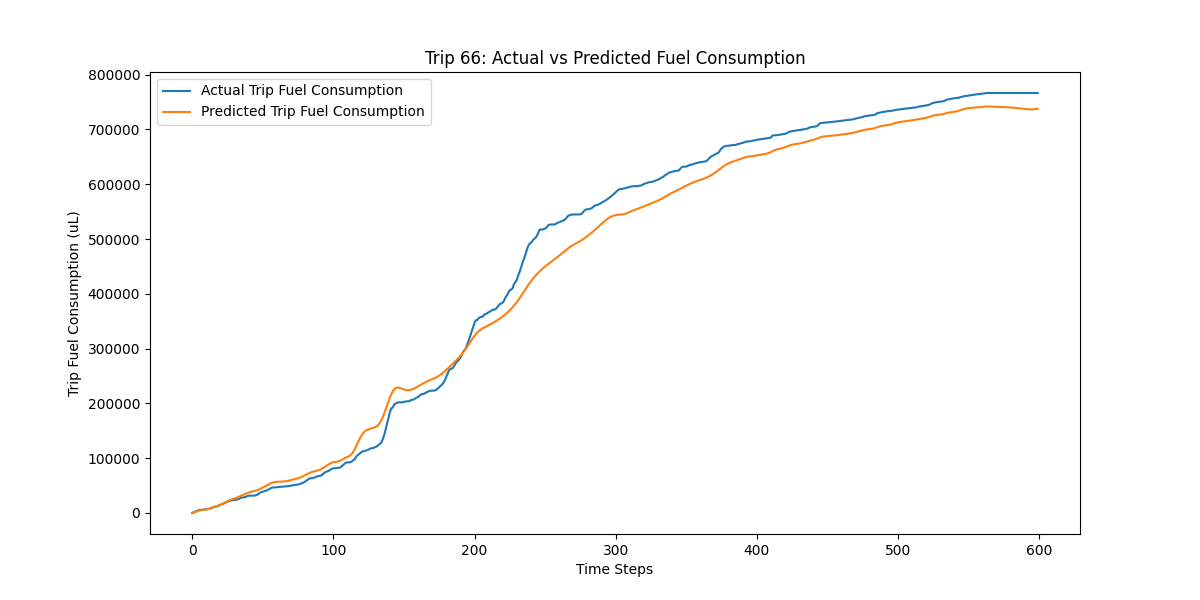 Trip 66: Actual vs Predicted Fuel Consumption
Actual Trip Fuel Consumption
Predicted Trip Fuel Consumption
Trip Fuel Consumption (uL)
800000
700000
600000
500000
400000
300000
200000
100000
0
0 100 200 300 400 500 600
Time Steps